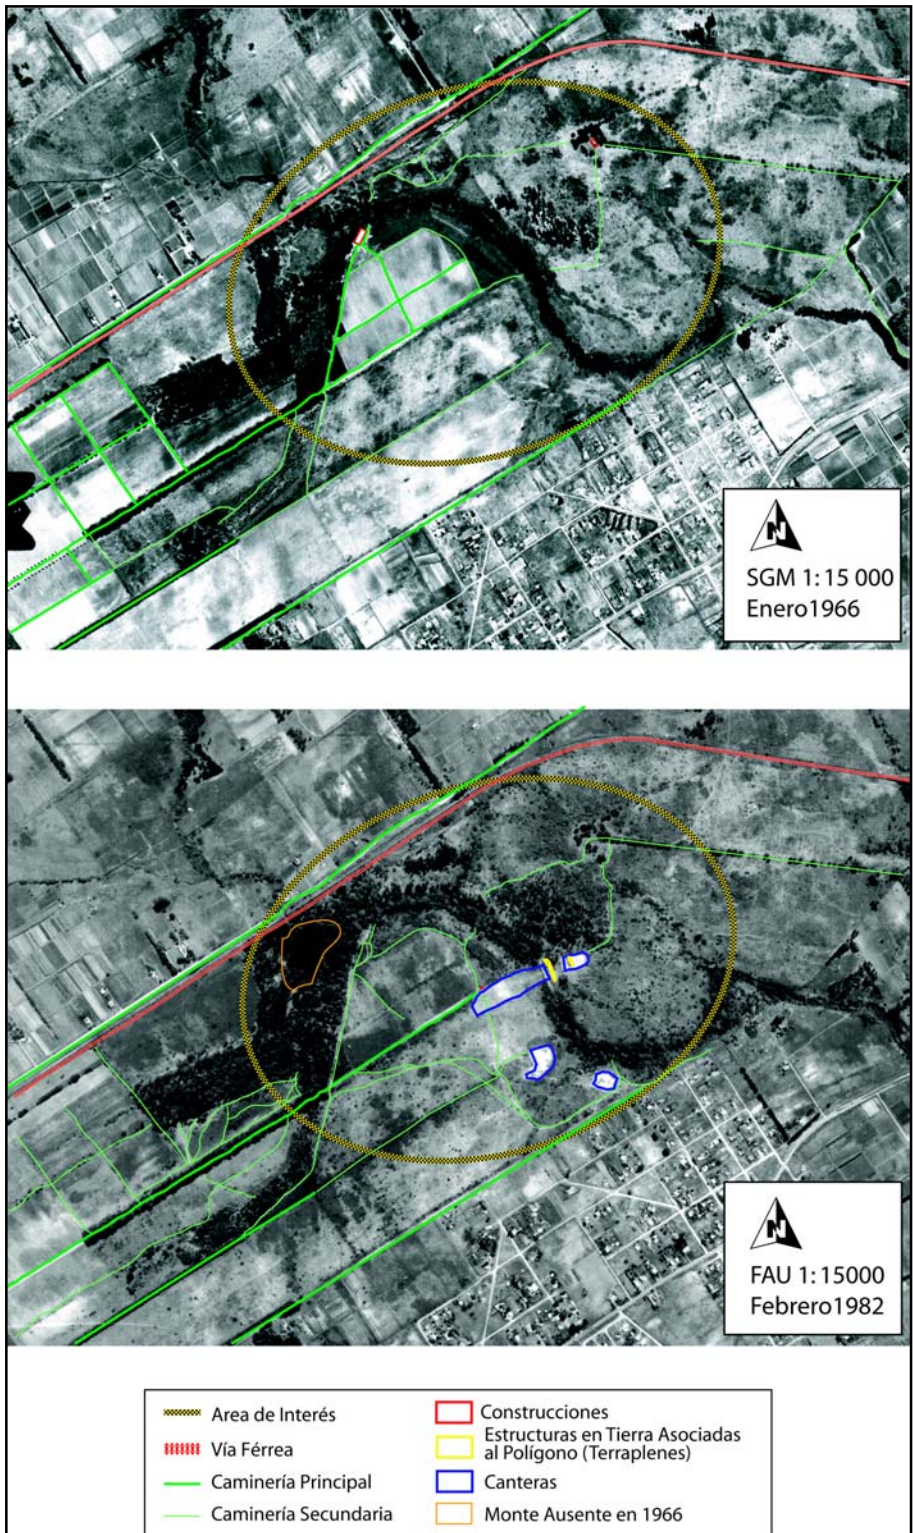 N
SGM 1:15 000
Enero1966
N
FAU 1:15000
Febrero1982
Area de Interés
Vía Férrea
Caminería Principal
Caminería Secundaria
Construcciones
Estructuras en Tierra Asociadas
al Polígono (Terraplenes)
Canteras
Monte Ausente en 1966